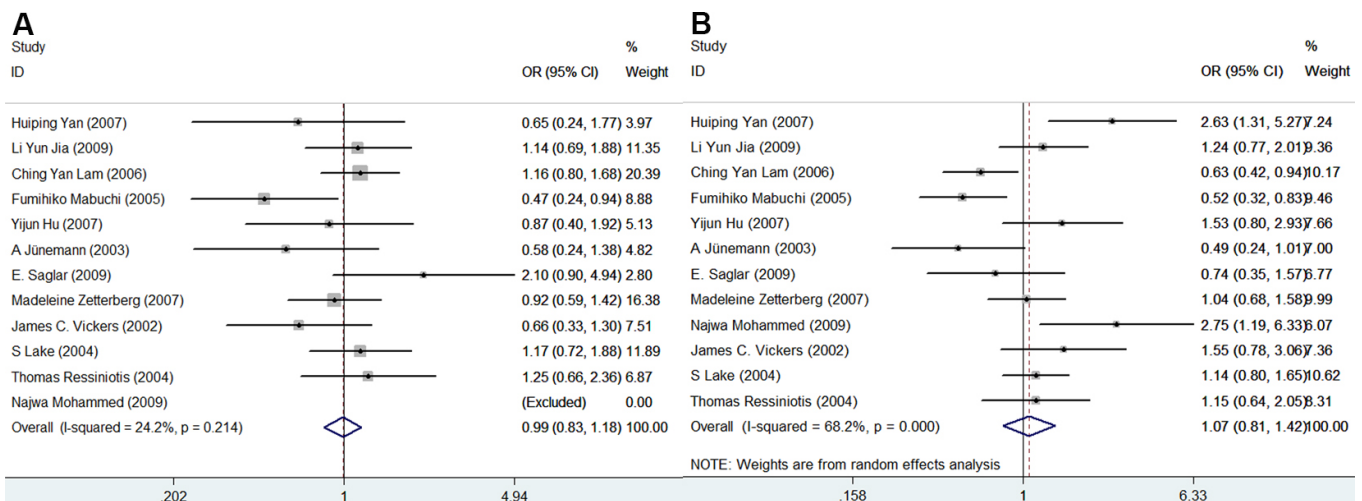 A
Study %
ID OR (95% CI) Weight
Huiping Yan (2007) 0.65 (0.24, 1.77) 3.97
Li Yun Jia (2009) 1.14 (0.69, 1.88) 11.35
Ching Yan Lam (2006) 1.16 (0.80, 1.68) 20.39
Fumihiko Mabuchi (2005) 0.47 (0.24, 0.94) 8.88
Yijun Hu (2007) 0.87 (0.40, 1.92) 5.13
A Jünemann (2003) 0.58 (0.24, 1.38) 4.82
E. Saglar (2009) 2.10 (0.90, 4.94) 2.80
Madeleine Zetterberg (2007) 0.92 (0.59, 1.42) 16.38
James C. Vickers (2002) 0.66 (0.33, 1.30) 7.51
S Lake (2004) 1.17 (0.72, 1.88) 11.89
Thomas Ressiniotis (2004) 1.25 (0.66, 2.36) 6.87
Najwa Mohammed (2009) (Excluded) 0.00
Overall (I-squared = 24.2%, p = 0.214) 0.99 (0.83, 1.18) 100.00
.202 1 4.94
B
Study %
ID OR (95% CI) Weight
Huiping Yan (2007) 2.63 (1.31, 5.27) 7.24
Li Yun Jia (2009) 1.24 (0.77, 2.01) 9.36
Ching Yan Lam (2006) 0.63 (0.42, 0.94) 10.17
Fumihiko Mabuchi (2005) 0.52 (0.32, 0.83) 9.46
Yijun Hu (2007) 1.53 (0.80, 2.93) 7.66
A Jünemann (2003) 0.49 (0.24, 1.01) 7.00
E. Saglar (2009) 0.74 (0.35, 1.57) 6.77
Madeleine Zetterberg (2007) 1.04 (0.68, 1.58) 9.99
Najwa Mohammed (2009) 2.75 (1.19, 6.33) 6.07
James C. Vickers (2002) 1.55 (0.78, 3.06) 7.36
S Lake (2004) 1.14 (0.80, 1.65) 10.62
Thomas Ressiniotis (2004) 1.15 (0.64, 2.05) 8.31
Overall (I-squared = 68.2%, p = 0.000) 1.07 (0.81, 1.42) 100.00
NOTE: Weights are from random effects analysis
.158 1 6.33